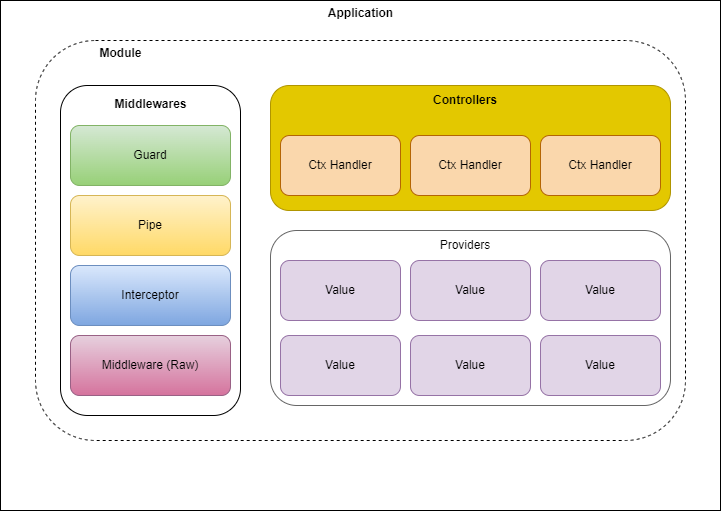 Application
Module
Middlewares
Guard
Pipe
Interceptor
Middleware (Raw)
Controllers
Ctx Handler
Ctx Handler
Ctx Handler
Providers
Value
Value
Value
Value
Value
Value